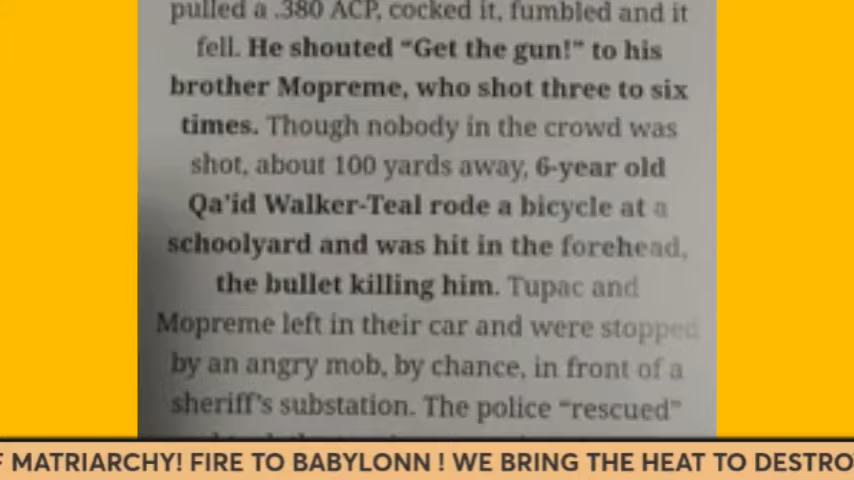 pulled a .380 ACP, cocked it, fumbled and it
fell. He shouted “Get the gun!” to his
brother Mopreme, who shot three to six
times. Though nobody in the crowd was
shot, about 100 yards away, 6-year old
Qa'id Walker-Teal rode a bicycle at a
schoolyard and was hit in the forehead,
the bullet killing him. Tupac and
Mopreme left in their car and were stopped
by an angry mob, by chance, in front of a
sheriff's substation. The police “rescued”
MATRIARCHY! FIRE TO BABYLONN ! WE BRING THE HEAT TO DESTRO